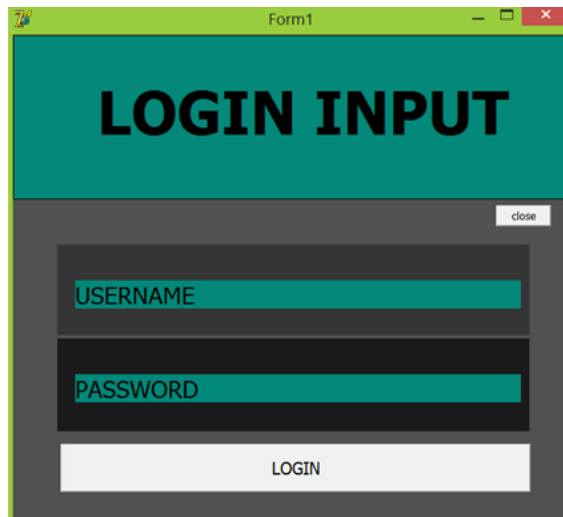 Form1
LOGIN INPUT
close
USERNAME
PASSWORD
LOGIN